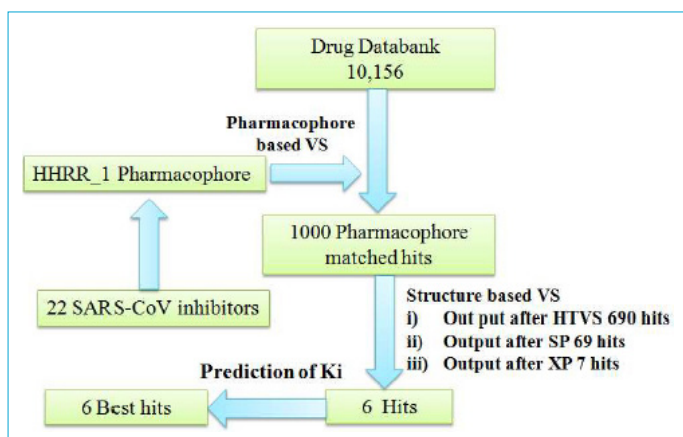 Drug Databank
10,156
Pharmacophore
based VS
HHRR_1 Pharmacophore
1000 Pharmacophore
matched hits
22 SARS-CoV inhibitors
Structure based VS
i) Out put after HTVS 690 hits
ii) Output after SP 69 hits
iii) Output after XP 7 hits
Prediction of Ki
6 Best hits
6 Hits